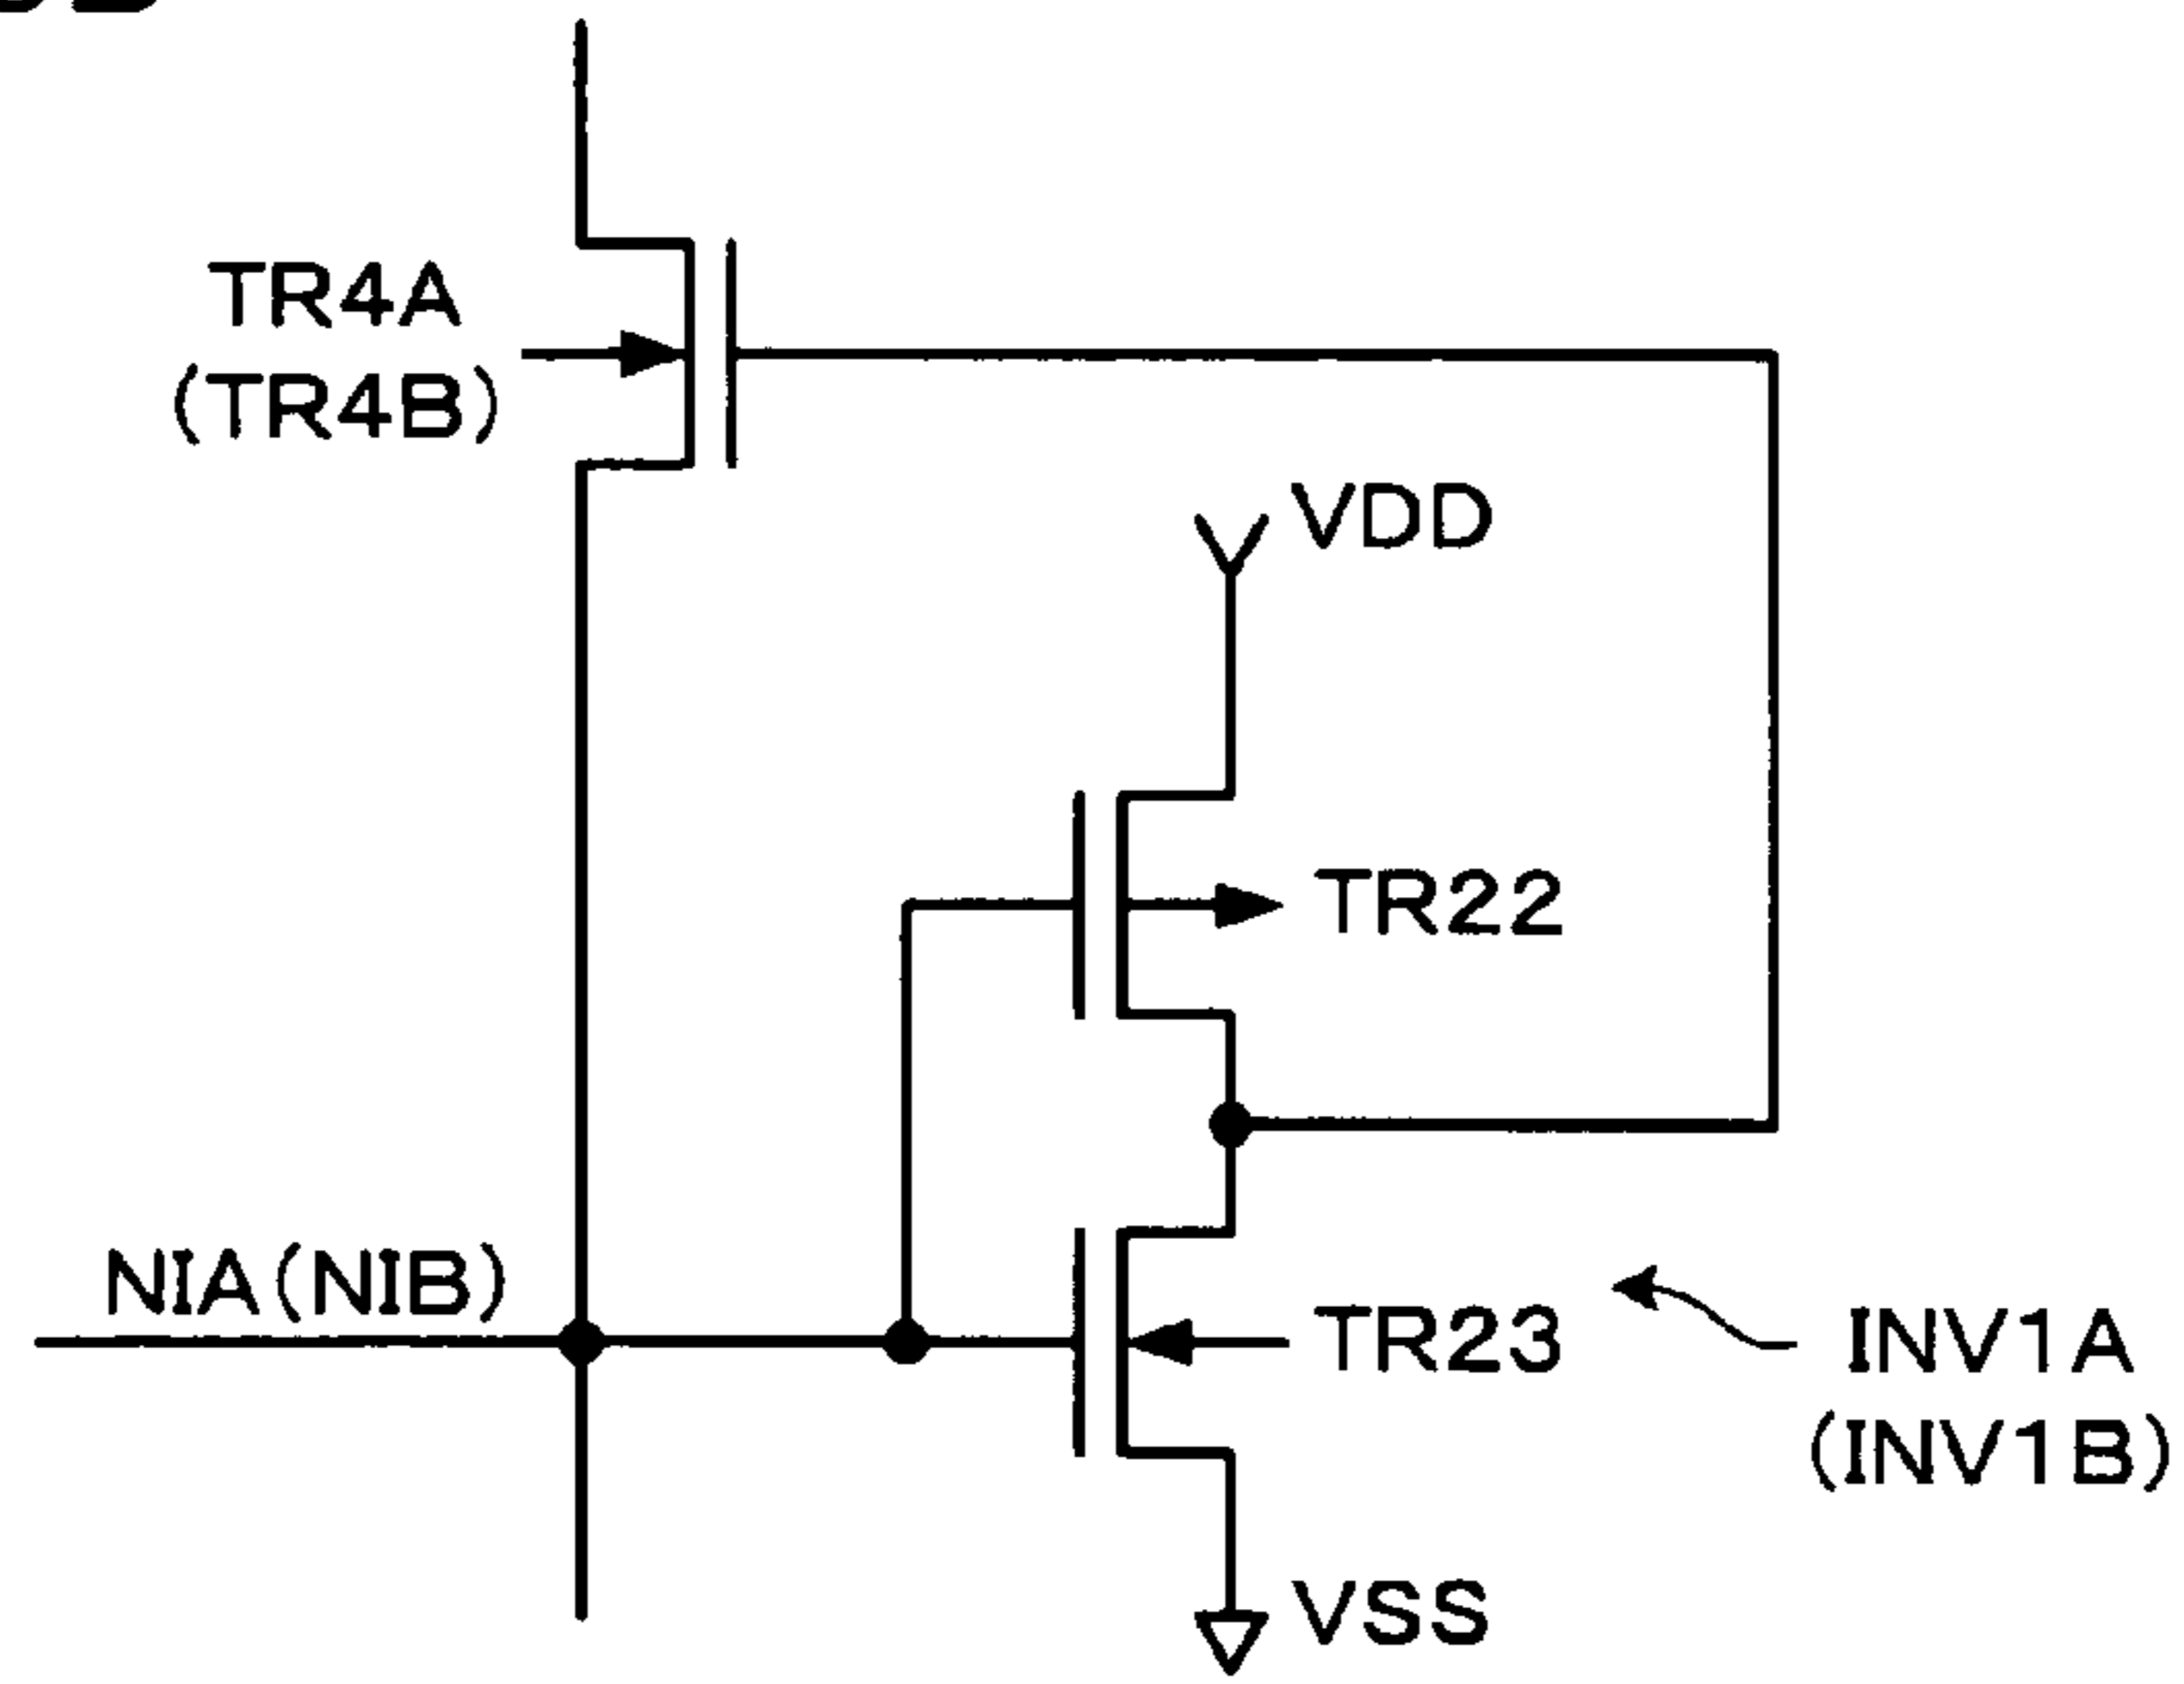 TR4A
(TR4B)
VDD
TR22
NIA(NIB)
TR23
INV1A
(INV1B)
VSS